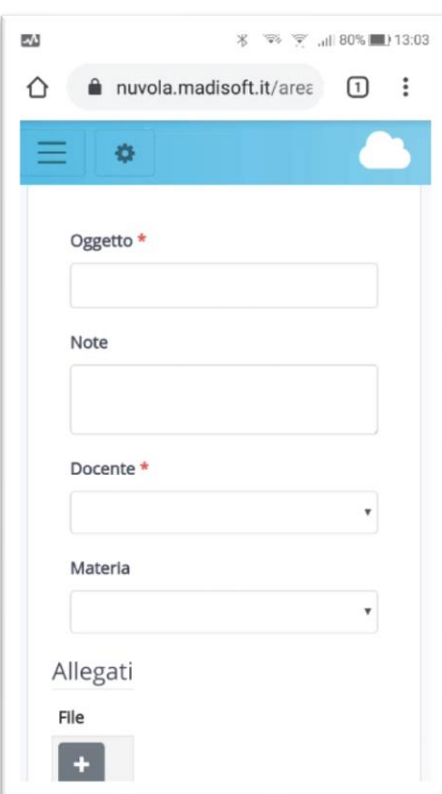 80% 13:03
nuvola.madisoft.it/area
1
Oggetto *
Note
Docente *
Materia
Allegati
File
+